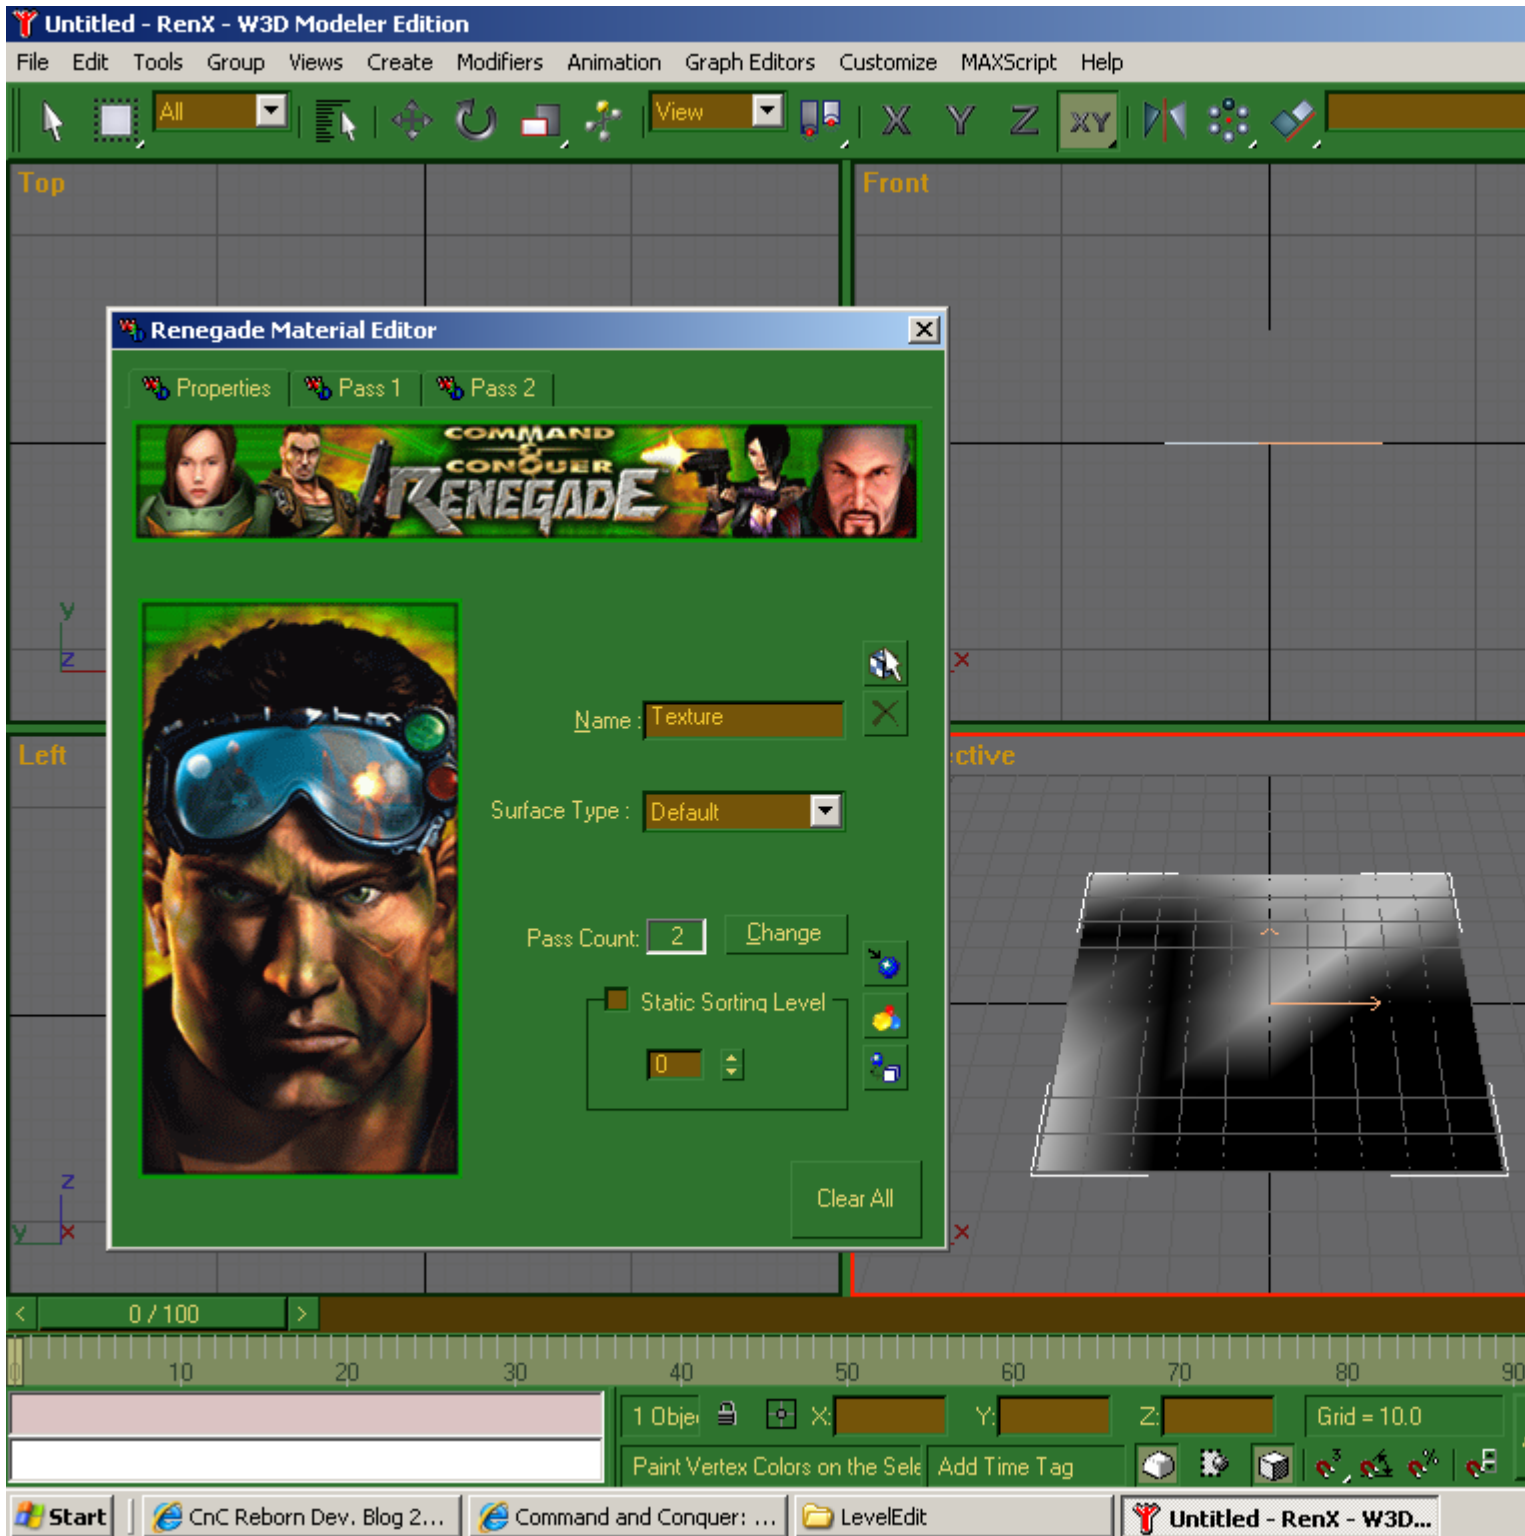 Untitled - RenX - W3D Modeler Edition
File Edit Tools Group Views Create Modifiers Animation Graph Editors Customize MAXScript Help
All View X Y Z XY
Top
Front
Renegade Material Editor
Properties Pass 1 Pass 2
COMMAND
&
CONQUER
RENEGADE
y
z
x
Name : Texture
Surface Type : Default
Left
ctive
Pass Count: 2 Change
Static Sorting Level
0
Clear All
z
y x
x
< 0 / 100 >
0 10 20 30 40 50 60 70 80 90
1 Obje X: Y: Z: Grid = 10.0
Paint Vertex Colors on the Sele Add Time Tag
3 %
Start CnC Reborn Dev. Blog 2... Command and Conquer: ... LevelEdit Untitled - RenX - W3D...